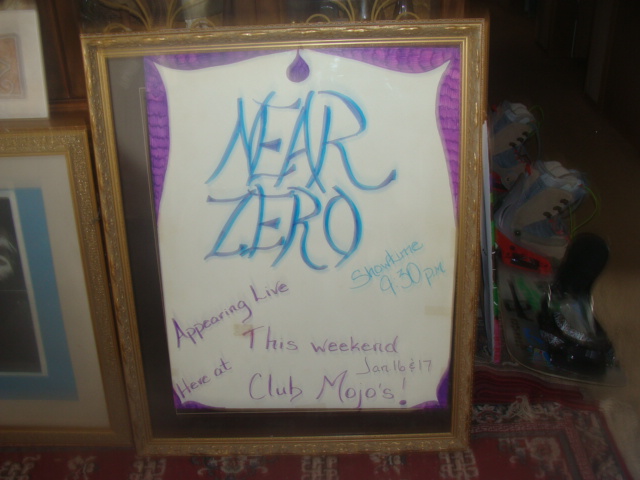 NEAR
ZERO
Showtime
9:30 pm
Appearing Live
This weekend
Jan 16 & 17
Here at
Club Mojo's!